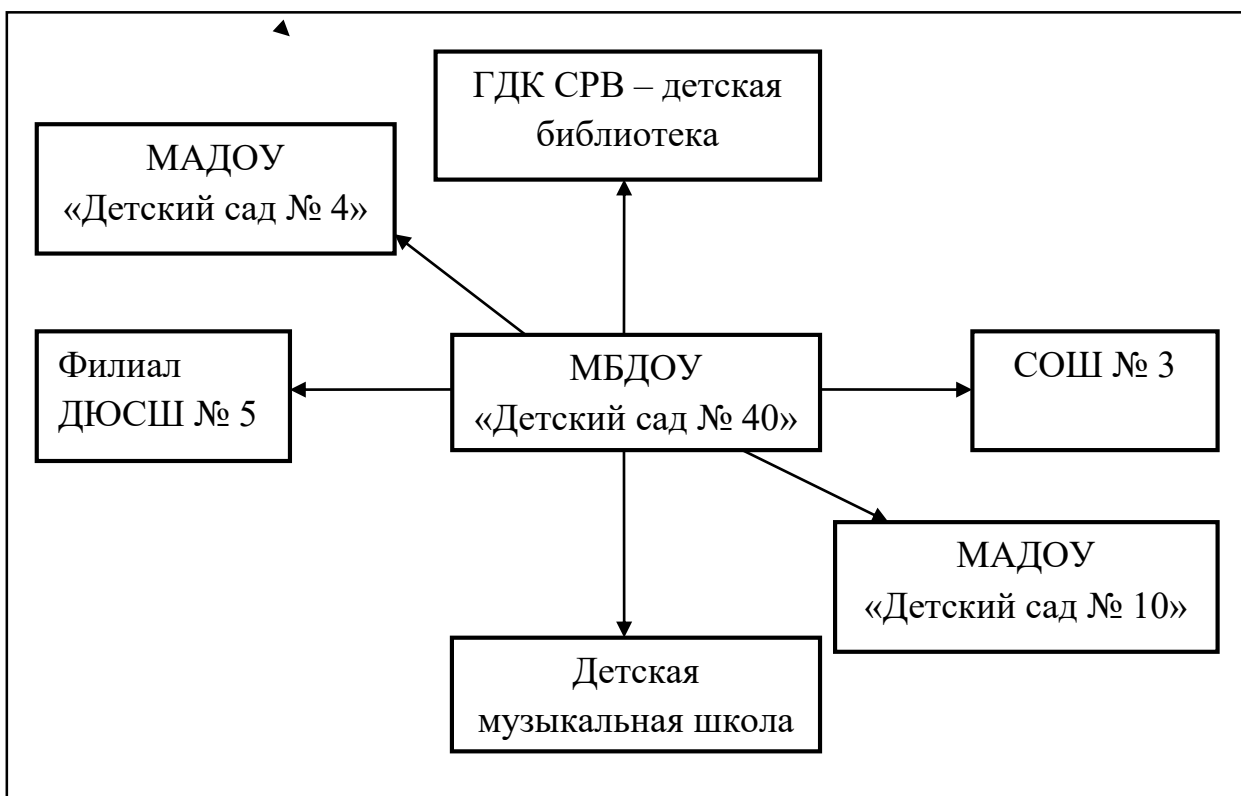 ГДК СРВ – детская
библиотека
МАДОУ
«Детский сад № 4»
Филиал
ДЮСШ № 5
МБДОУ
«Детский сад № 40»
СОШ № 3
МАДОУ
«Детский сад № 10»
Детская
музыкальная школа